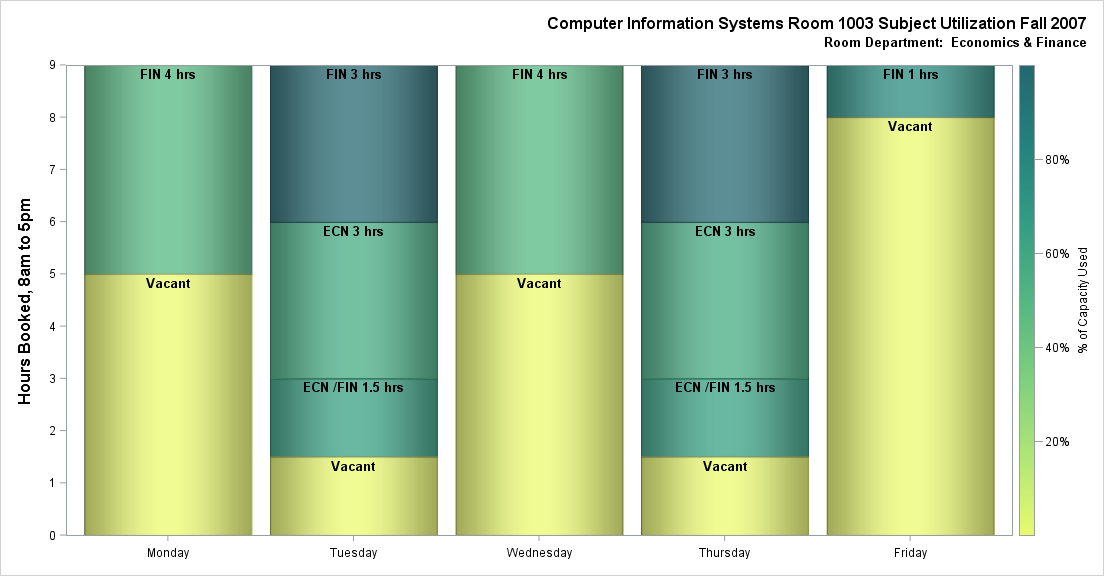 Computer Information Systems Room 1003 Subject Utilization Fall 2007
Room Department:  Economics & Finance
Hours Booked, 8am to 5pm
9
8
7
6
5
4
3
2
1
0
FIN 4 hrs
Vacant
FIN 3 hrs
ECN 3 hrs
ECN /FIN 1.5 hrs
Vacant
FIN 4 hrs
Vacant
FIN 3 hrs
ECN 3 hrs
ECN /FIN 1.5 hrs
Vacant
FIN 1 hrs
Vacant
Monday
Tuesday
Wednesday
Thursday
Friday
80%
60%
40%
20%
% of Capacity Used